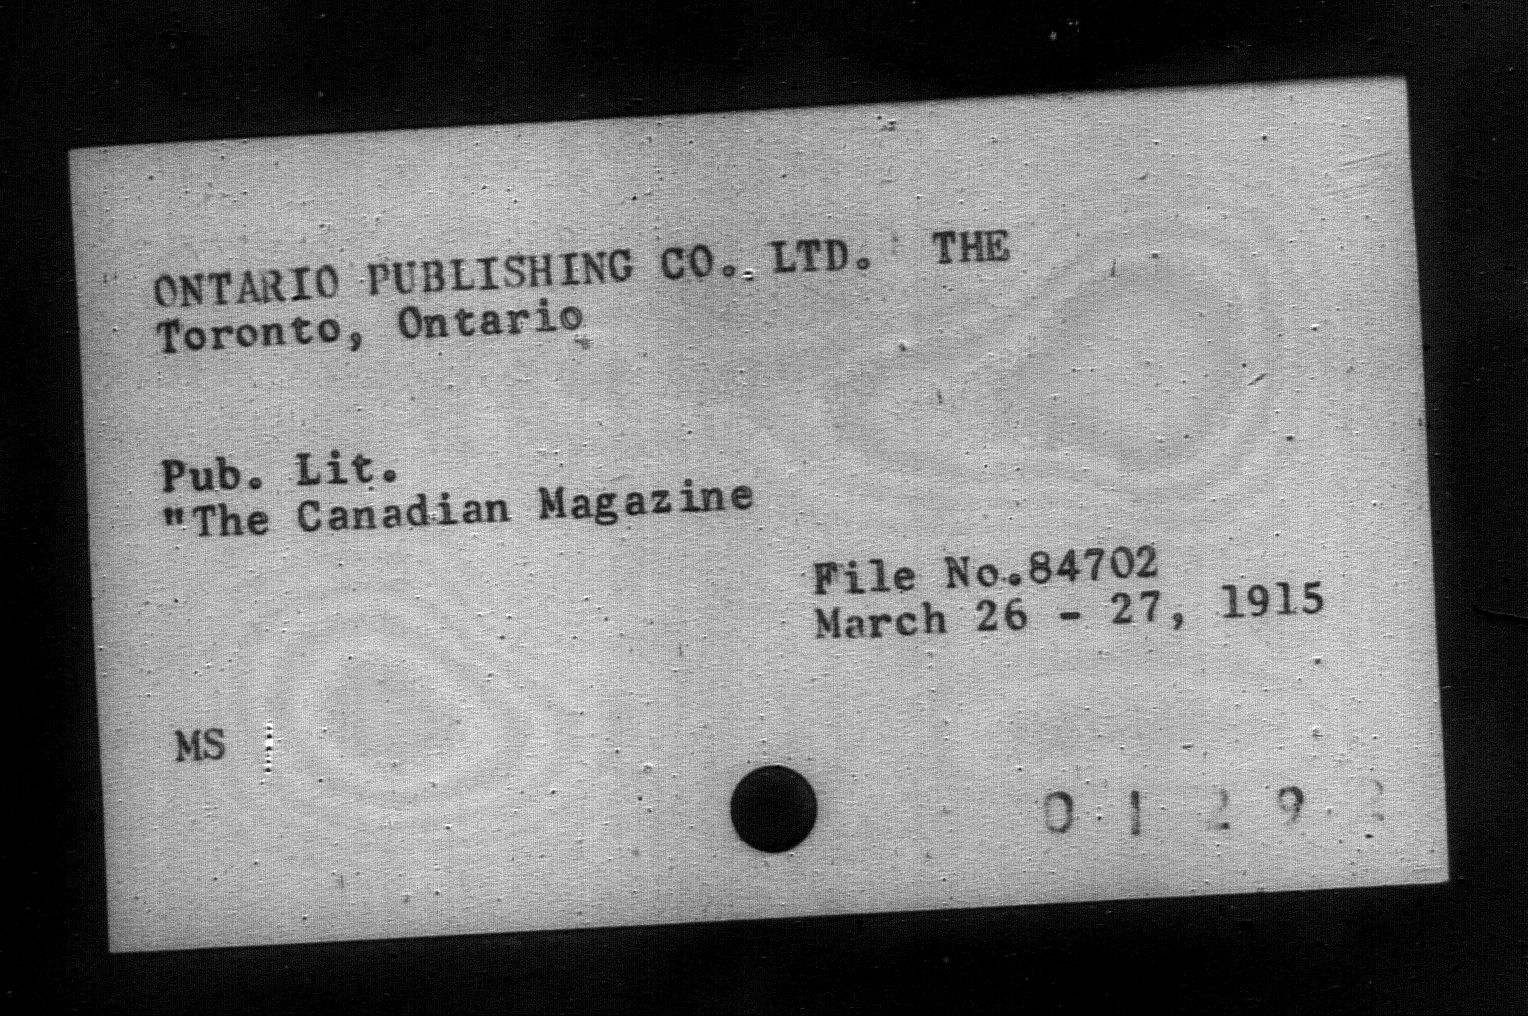 ONTARIO PUBLISHING CO. LTD. THE
Toronto, Ontario
Pub. Lit.
"The Canadian Magazine
File No.84702
March 26 - 27, 1915
MS